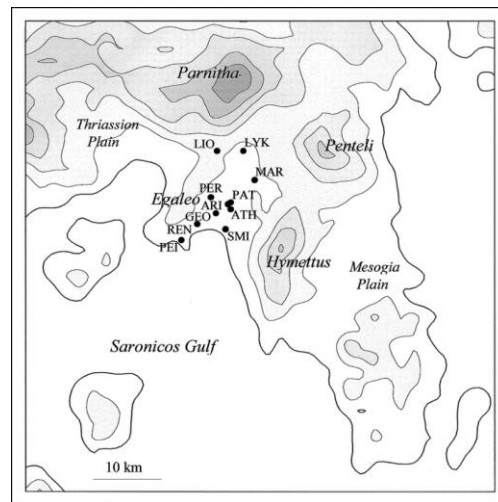 Parnitha
Thriassion
Plain
LIO
LYK
Penteli
MAR
PER
PAT
Egaleo
ARI
ATH
GEO
REN
SMI
PEI
Hymettus
Mesogia
Plain
Saronicos Gulf
10 km